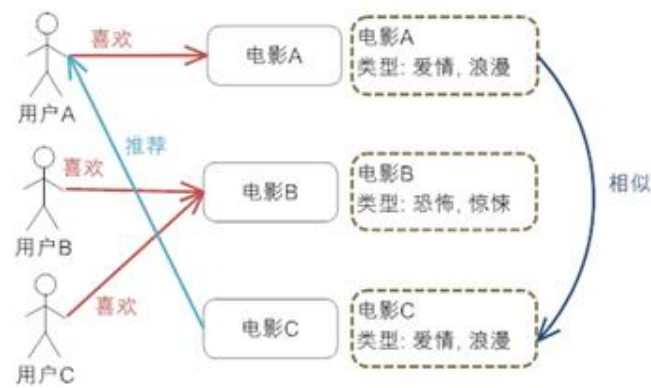 喜欢
电影A
电影A
类型: 爱情, 浪漫
用户A
推荐
喜欢
电影B
电影B
类型: 恐怖, 惊悚
相似
用户B
喜欢
电影C
电影C
类型: 爱情, 浪漫
用户C